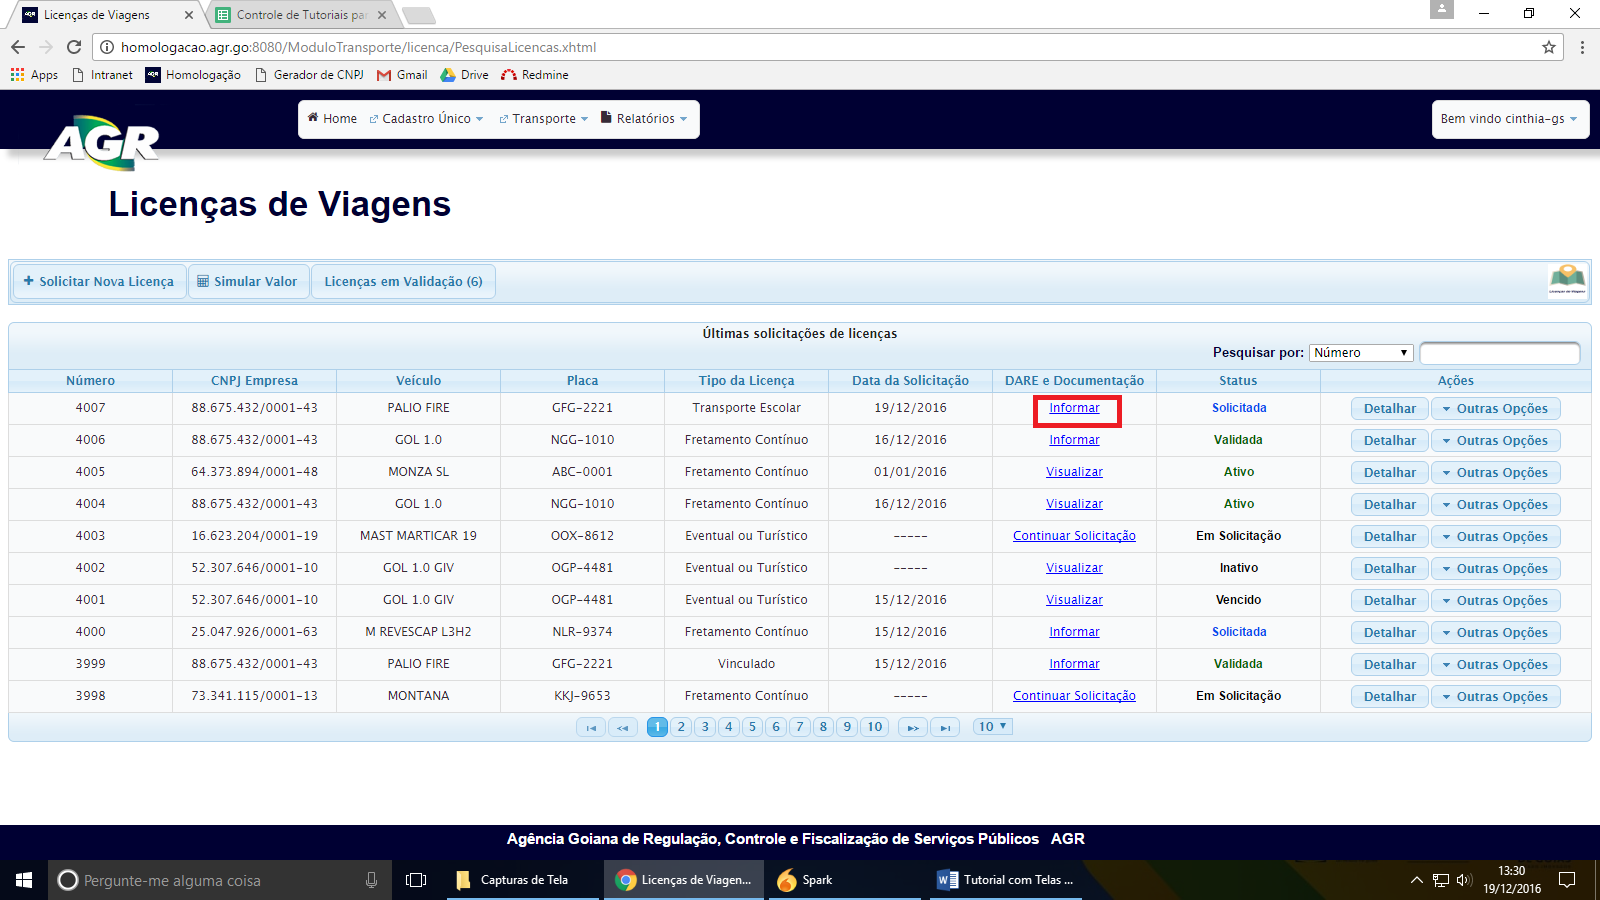 Licenças de Viagens
Controle de Tutoriais pa
homologacao.agr.go:8080/ModuloTransporte/licenca/PesquisaLicencas.xhtml
Apps Intranet Homologação Gerador de CNPJ Gmail Drive Redmine
AGR
Home Cadastro Único Transporte Relatórios
Bem vindo cinthia-gs
Licenças de Viagens
Solicitar Nova Licença Simular Valor Licenças em Validação (6)
Últimas solicitações de licenças
Pesquisar por: Número
Número CNPJ Empresa Veículo Placa Tipo da Licença Data da Solicitação DARE e Documentação Status Ações
4007 88.675.432/0001-43 PALIO FIRE GFG-2221 Transporte Escolar 19/12/2016 Informar Solicitada Detalhar Outras Opções
4006 88.675.432/0001-43 GOL 1.0 NGG-1010 Fretamento Contínuo 16/12/2016 Informar Validada Detalhar Outras Opções
4005 64.373.894/0001-48 MONZA SL ABC-0001 Fretamento Contínuo 01/01/2016 Visualizar Ativo Detalhar Outras Opções
4004 88.675.432/0001-43 GOL 1.0 NGG-1010 Fretamento Contínuo 16/12/2016 Visualizar Ativo Detalhar Outras Opções
4003 16.623.204/0001-19 MAST MARTICAR 19 OOX-8612 Eventual ou Turístico ----- Continuar Solicitação Em Solicitação Detalhar Outras Opções
4002 52.307.646/0001-10 GOL 1.0 GIV OGP-4481 Eventual ou Turístico ----- Visualizar Inativo Detalhar Outras Opções
4001 52.307.646/0001-10 GOL 1.0 GIV OGP-4481 Eventual ou Turístico 15/12/2016 Visualizar Vencido Detalhar Outras Opções
4000 25.047.926/0001-63 M REVESCAP L3H2 NLR-9374 Fretamento Contínuo 15/12/2016 Informar Solicitada Detalhar Outras Opções
3999 88.675.432/0001-43 PALIO FIRE GFG-2221 Vinculado 15/12/2016 Informar Validada Detalhar Outras Opções
3998 73.341.115/0001-13 MONTANA KKJ-9653 Fretamento Contínuo ----- Continuar Solicitação Em Solicitação Detalhar Outras Opções
1 2 3 4 5 6 7 8 9 10 10
Agência Goiana de Regulação, Controle e Fiscalização de Serviços Públicos AGR
Pergunte-me alguma coisa
Capturas de Tela
Licenças de Viagen...
Spark
Tutorial com Telas ...
13:30
19/12/2016